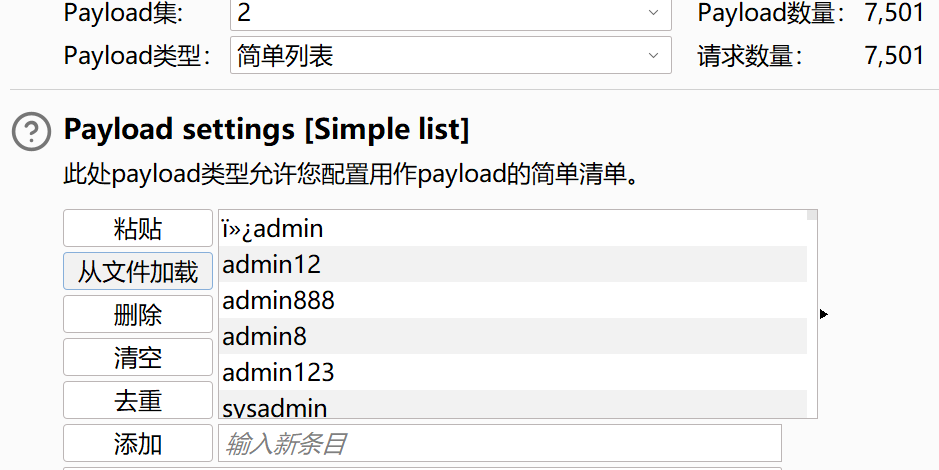 Payload集: 2 Payload数量: 7,501
Payload类型: 简单列表 请求数量: 7,501
Payload settings [Simple list]
此处payload类型允许您配置用作payload的简单清单。
粘贴 ï»¿admin
从文件加载 admin12
admin888
删除 admin8
清空 admin123
去重 sysadmin
添加 输入新条目